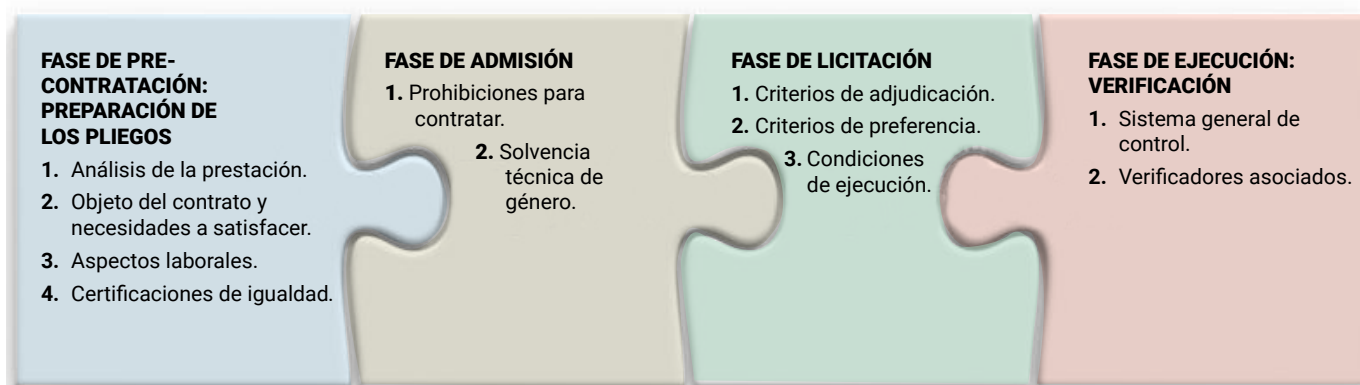 FASE DE PRE-
CONTRATACIÓN:
PREPARACIÓN DE
LOS PLIEGOS
1. Análisis de la prestación.
2. Objeto del contrato y
necesidades a satisfacer.
3. Aspectos laborales.
4. Certificaciones de igualdad.
FASE DE ADMISIÓN
1. Prohibiciones para
contratar.
2. Solvencia
técnica de
género.
FASE DE LICITACIÓN
1. Criterios de adjudicación.
2. Criterios de preferencia.
3. Condiciones
de ejecución.
FASE DE EJECUCIÓN:
VERIFICACIÓN
1. Sistema general de
control.
2. Verificadores asociados.